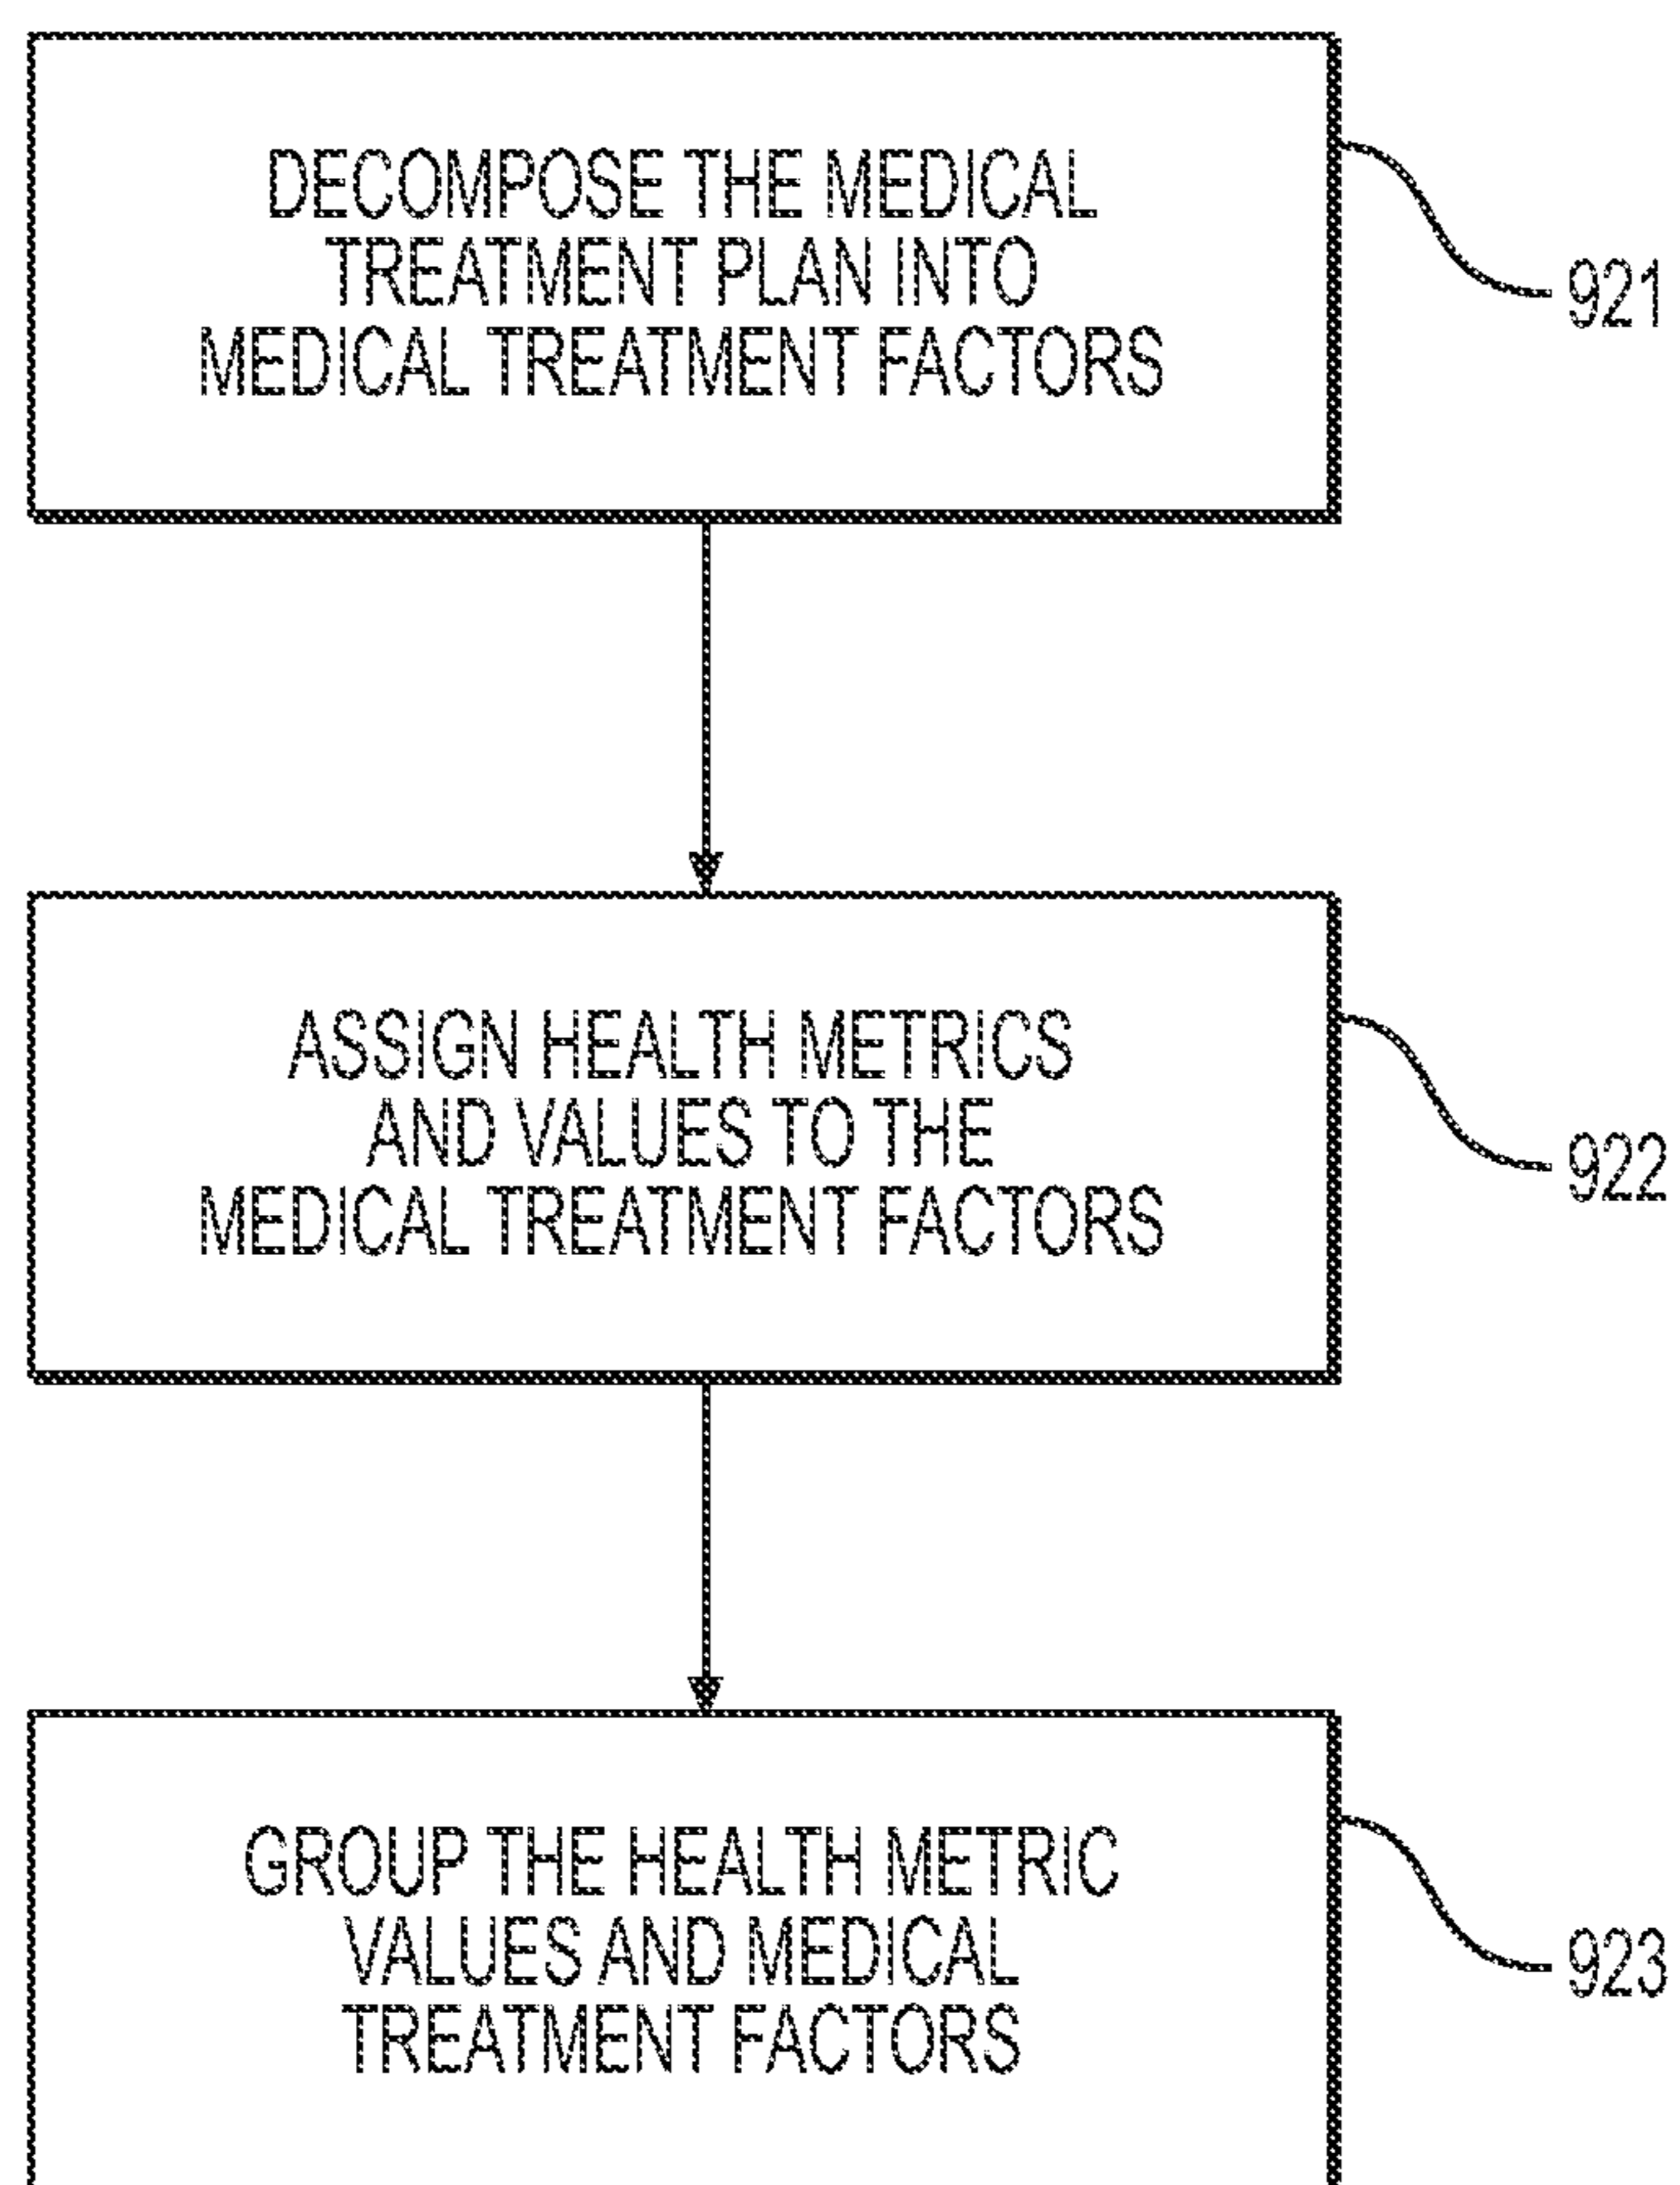 DECOMPOSE THE MEDICAL
TREATMENT PLAN INTO
MEDICAL TREATMENT FACTORS
921
ASSIGN HEALTH METRICS
AND VALUES TO THE
MEDICAL TREATMENT FACTORS
922
GROUP THE HEALTH METRIC
VALUES AND MEDICAL
TREATMENT FACTORS
923